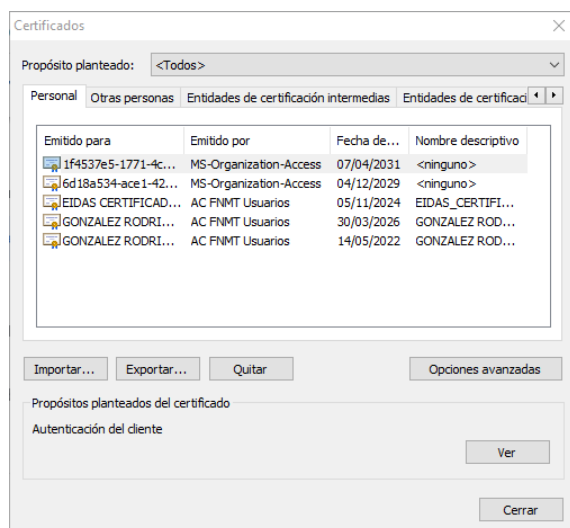 Certificados
Propósito planteado: <Todos>
Personal Otras personas Entidades de certificación intermedias Entidades de certificaci
Emitido para Emitido por Fecha de... Nombre descriptivo
1f4537e5-1771-4c... MS-Organization-Access 07/04/2031 <ninguno>
6d18a534-ace1-42... MS-Organization-Access 04/12/2029 <ninguno>
EIDAS CERTIFICAD... AC FNMT Usuarios 05/11/2024 EIDAS_CERTIFI...
GONZALEZ RODRI... AC FNMT Usuarios 30/03/2026 GONZALEZ ROD...
GONZALEZ RODRI... AC FNMT Usuarios 14/05/2022 GONZALEZ ROD...
Importar... Exportar... Quitar Opciones avanzadas
Propósitos planteados del certificado
Autenticación del cliente
Ver
Cerrar